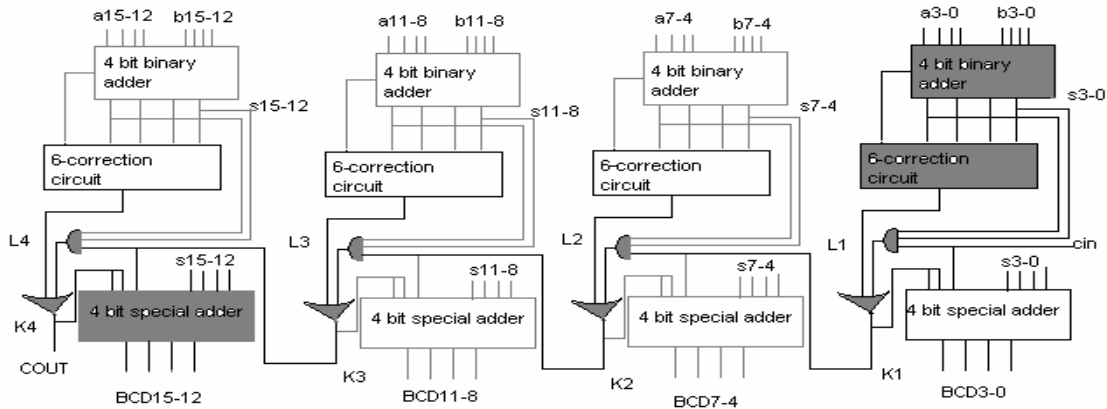 a15-12 b15-12 a11-8 b11-8 a7-4 b7-4 a3-0 b3-0
4 bit binary
adder
4 bit binary
adder
4 bit binary
adder
4 bit binary
adder
s15-12 s11-8 s7-4 s3-0
6-correction
circuit
6-correction
circuit
6-correction
circuit
6-correction
circuit
L4 L3 L2 L1 cin
s15-12 s11-8 s7-4 s3-0
4 bit special adder 4 bit special adder 4 bit special adder 4 bit special adder
K4 K3 K2 K1
COUT
BCD15-12 BCD11-8 BCD7-4 BCD3-0